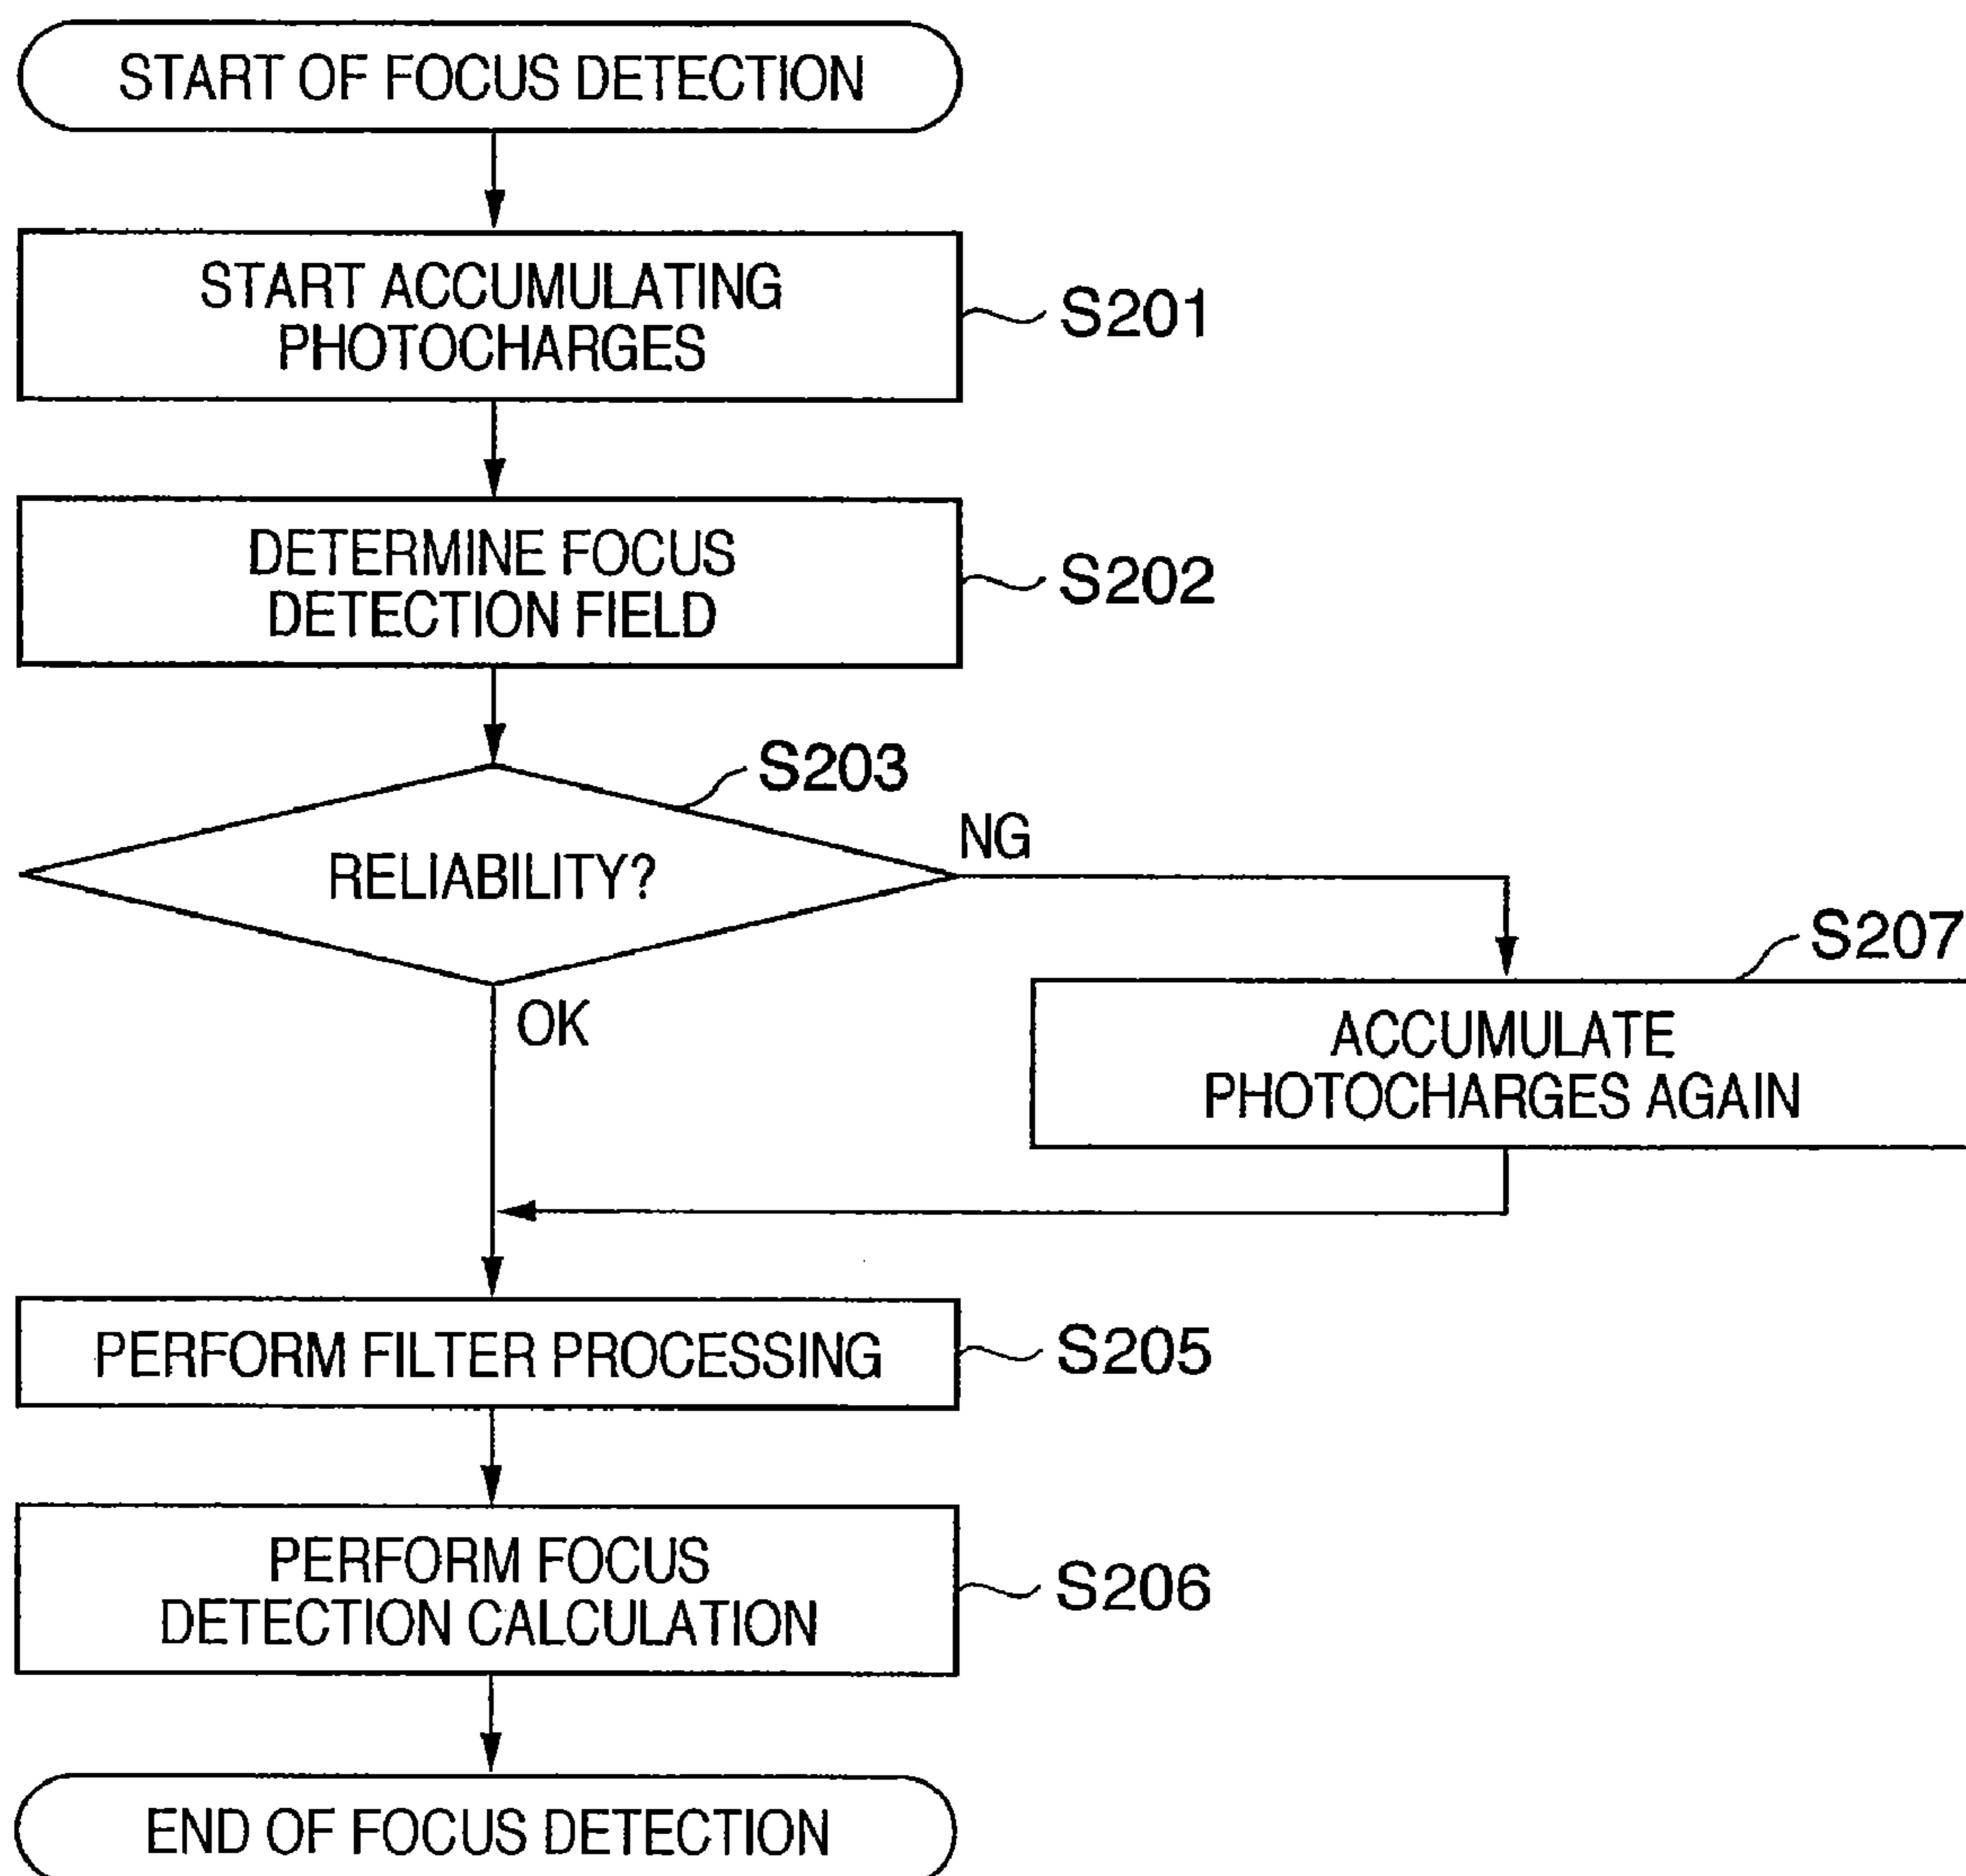 START OF FOCUS DETECTION
START ACCUMULATING
PHOTOCHARGES
S201
DETERMINE FOCUS
DETECTION FIELD
S202
S203
RELIABILITY?
NG
OK
S207
ACCUMULATE
PHOTOCHARGES AGAIN
PERFORM FILTER PROCESSING
S205
PERFORM FOCUS
DETECTION CALCULATION
S206
END OF FOCUS DETECTION